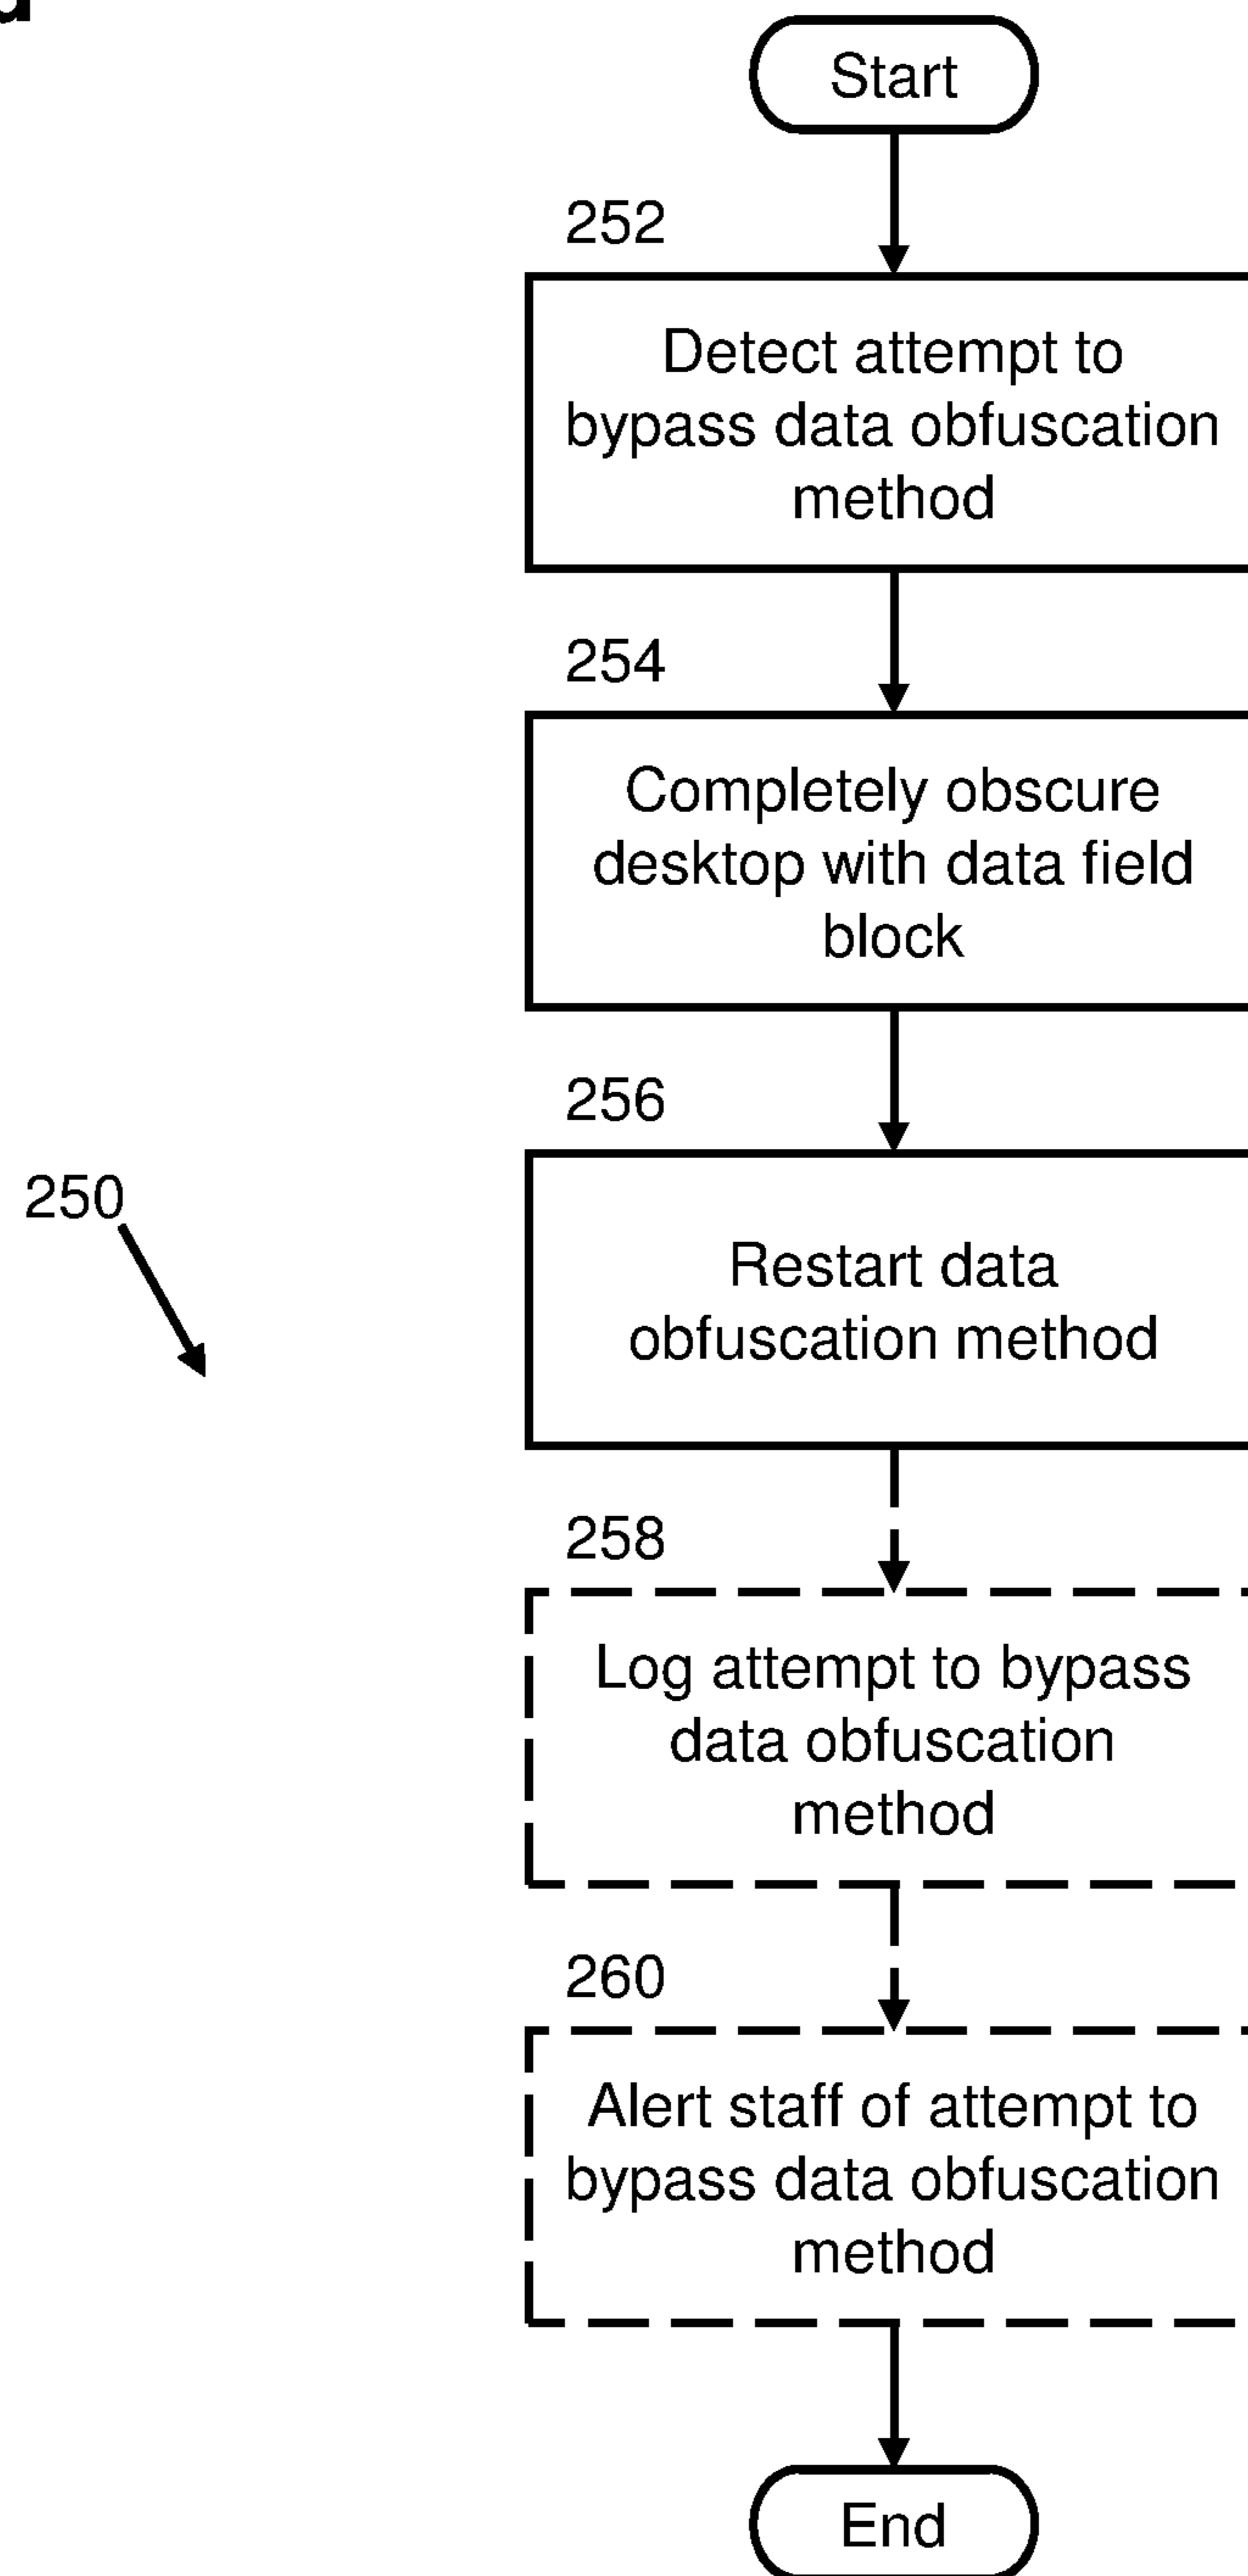 Start
252
Detect attempt to
bypass data obfuscation
method
254
Completely obscure
desktop with data field
block
256
250
Restart data
obfuscation method
258
Log attempt to bypass
data obfuscation
method
260
Alert staff of attempt to
bypass data obfuscation
method
End